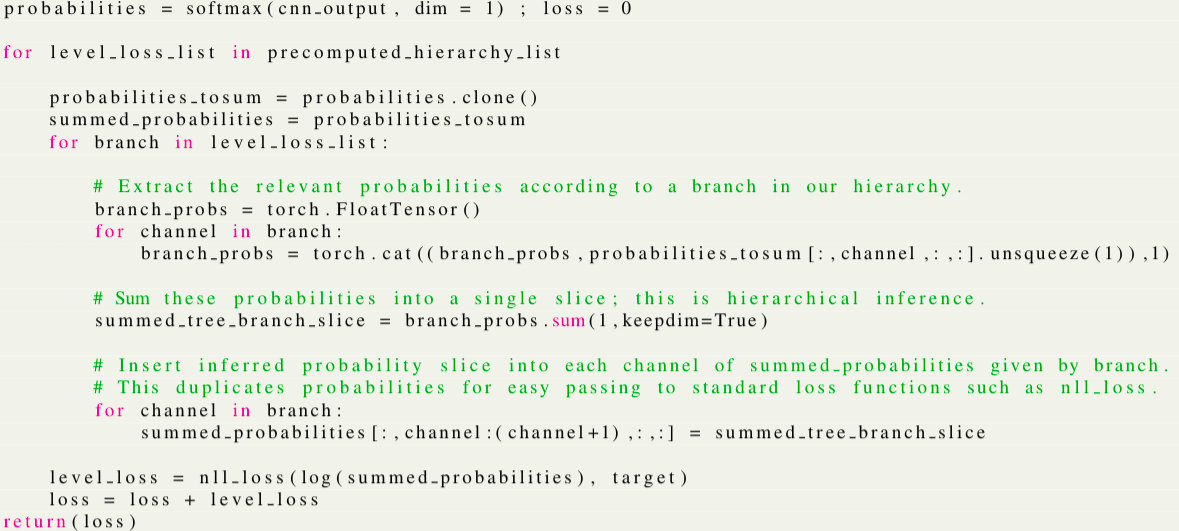 probabilities = softmax(cnn_output, dim = 1) ; loss = 0
for level_loss_list in precomputed_hierarchy_list
probabilities_tosum = probabilities.clone()
summed_probabilities = probabilities_tosum
for branch in level_loss_list:
# Extract the relevant probabilities according to a branch in our hierarchy.
branch_probs = torch.FloatTensor()
for channel in branch:
branch_probs = torch.cat((branch_probs,probabilities_tosum[:,channel,:,:].unsqueeze(1)),1)
# Sum these probabilities into a single slice; this is hierarchical inference.
summed_tree_branch_slice = branch_probs.sum(1,keepdim=True)
# Insert inferred probability slice into each channel of summed_probabilities given by branch.
# This duplicates probabilities for easy passing to standard loss functions such as nll_loss.
for channel in branch:
summed_probabilities[:,channel:(channel+1),:,:] = summed_tree_branch_slice
level_loss = nll_loss(log(summed_probabilities), target)
loss = loss + level_loss
return(loss)